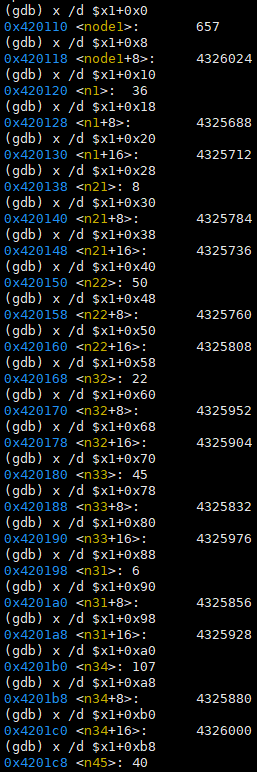 (gdb) x /d $x1+0x0
0x420110 <node1>: 657
(gdb) x /d $x1+0x8
0x420118 <node1+8>: 4326024
(gdb) x /d $x1+0x10
0x420120 <n1>: 36
(gdb) x /d $x1+0x18
0x420128 <n1+8>: 4325688
(gdb) x /d $x1+0x20
0x420130 <n1+16>: 4325712
(gdb) x /d $x1+0x28
0x420138 <n21>: 8
(gdb) x /d $x1+0x30
0x420140 <n21+8>: 4325784
(gdb) x /d $x1+0x38
0x420148 <n21+16>: 4325736
(gdb) x /d $x1+0x40
0x420150 <n22>: 50
(gdb) x /d $x1+0x48
0x420158 <n22+8>: 4325760
(gdb) x /d $x1+0x50
0x420160 <n22+16>: 4325808
(gdb) x /d $x1+0x58
0x420168 <n32>: 22
(gdb) x /d $x1+0x60
0x420170 <n32+8>: 4325952
(gdb) x /d $x1+0x68
0x420178 <n32+16>: 4325904
(gdb) x /d $x1+0x70
0x420180 <n33>: 45
(gdb) x /d $x1+0x78
0x420188 <n33+8>: 4325832
(gdb) x /d $x1+0x80
0x420190 <n33+16>: 4325976
(gdb) x /d $x1+0x88
0x420198 <n31>: 6
(gdb) x /d $x1+0x90
0x4201a0 <n31+8>: 4325856
(gdb) x /d $x1+0x98
0x4201a8 <n31+16>: 4325928
(gdb) x /d $x1+0xa0
0x4201b0 <n34>: 107
(gdb) x /d $x1+0xa8
0x4201b8 <n34+8>: 4325880
(gdb) x /d $x1+0xb0
0x4201c0 <n34+16>: 4326000
(gdb) x /d $x1+0xb8
0x4201c8 <n45>: 40